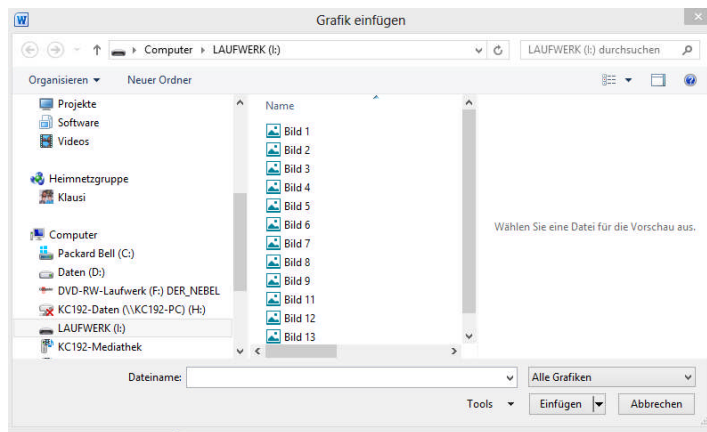 Grafik einfügen
Computer LAUFWERK (I:)
LAUFWERK (I:) durchsuchen
Organisieren Neuer Ordner
Projekte
Software
Videos
Heimnetzgruppe
Klausi
Computer
Packard Bell (C:)
Daten (D:)
DVD-RW-Laufwerk (F:) DER_NEBEL
KC192-Daten (\\KC192-PC) (H:)
LAUFWERK (I:)
KC192-Mediathek
Name
Bild 1
Bild 2
Bild 3
Bild 4
Bild 5
Bild 6
Bild 7
Bild 8
Bild 9
Bild 11
Bild 12
Bild 13
Wählen Sie eine Datei für die Vorschau aus.
Dateiname:
Alle Grafiken
Tools Einfügen Abbrechen